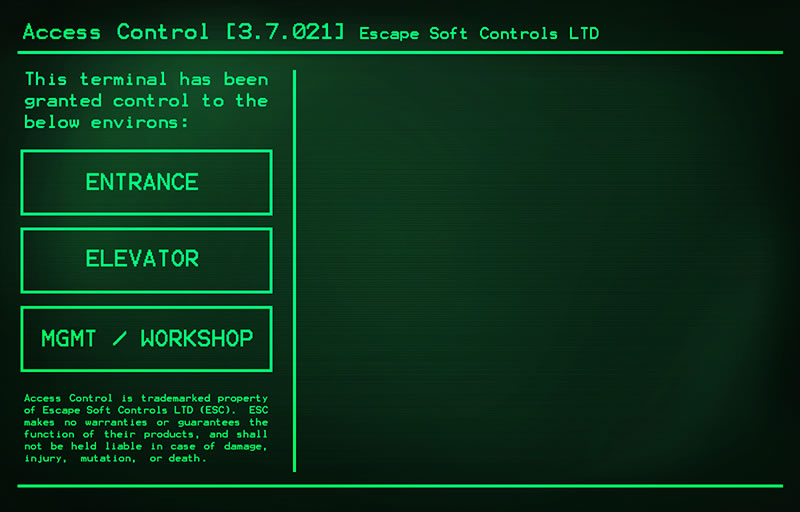 Access Control [3.7.021] Escape Soft Controls LTD
This terminal has been
granted control to the
below environs:
ENTRANCE
ELEVATOR
MGMT / WORKSHOP
Access Control is trademarked property
of Escape Soft Controls LTD (ESC). ESC
makes no warranties or guarantees the
function of their products, and shall
not be held liable in case of damage,
injury, mutation, or death.